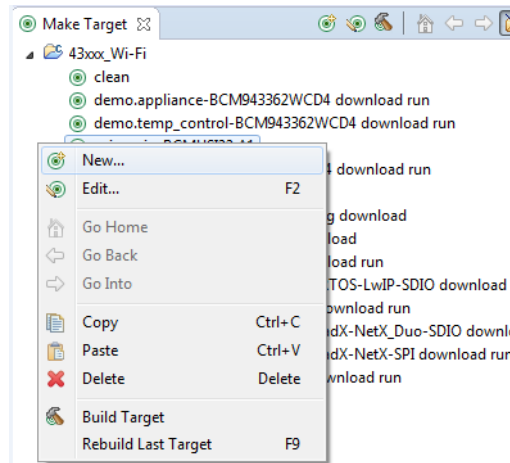 Make Target
43xxx_Wi-Fi
clean
demo.appliance-BCM943362WCD4 download run
demo.temp_control-BCM943362WCD4 download run
New...
download run
Edit... F2
g download
Go Home
load
Go Back
load run
Go Into
TOS-LwIP-SDIO download
wnload run
Copy Ctrl+C
dX-NetX_Duo-SDIO downl
Paste Ctrl+V
dX-NetX-SPI download run
Delete Delete
wnload run
Build Target
Rebuild Last Target F9